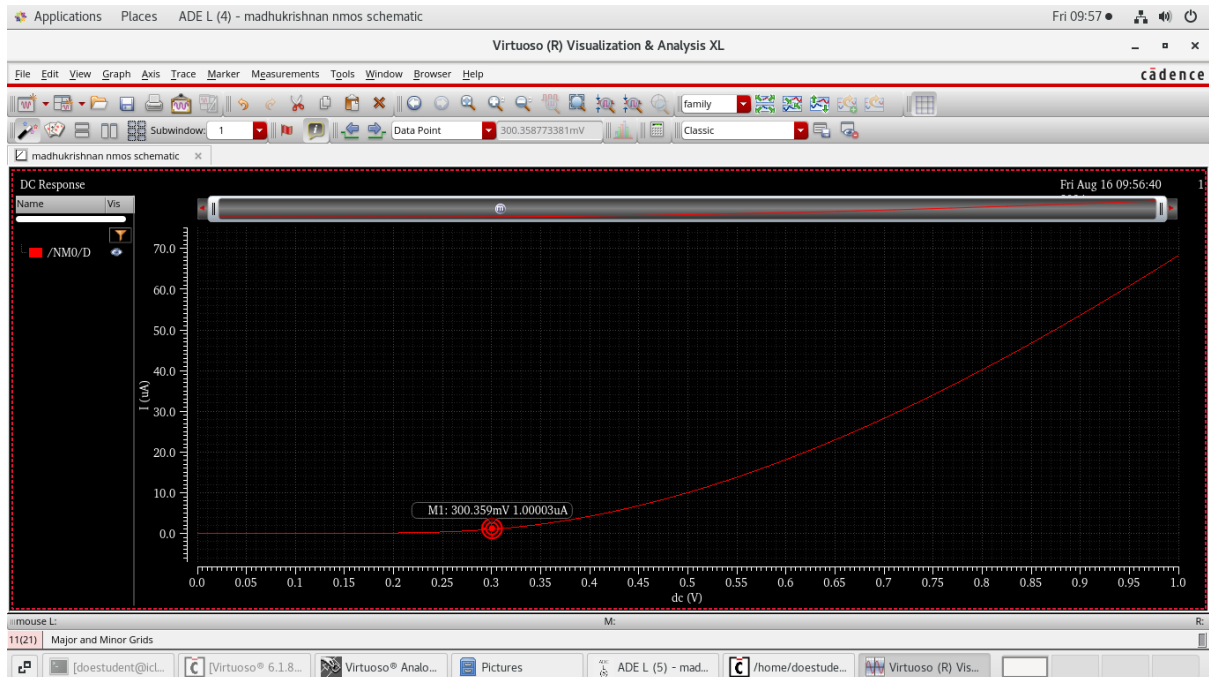 Applications Places ADE L (4) - madhukrishnan nmos schematic Fri 09:57
Virtuoso (R) Visualization & Analysis XL
File Edit View Graph Axis Trace Marker Measurements Tools Window Browser Help
cādence
family
Subwindow: 1 Data Point 300.358773381mV Classic
madhukrishnan nmos schematic
DC Response
Fri Aug 16 09:56:40 1
Name Vis
/NM0/D
70.0
60.0
50.0
40.0
30.0
20.0
10.0
0.0
I (uA)
M1: 300.359mV 1.00003uA
0.0 0.05 0.1 0.15 0.2 0.25 0.3 0.35 0.4 0.45 0.5 0.55 0.6 0.65 0.7 0.75 0.8 0.85 0.9 0.95 1.0
dc (V)
mouse L: M: R:
11(21) Major and Minor Grids
[doestudent@icl... [Virtuoso® 6.1.8... Virtuoso® Analo... Pictures ADE L (5) - mad... /home/doestude... Virtuoso (R) Vis...